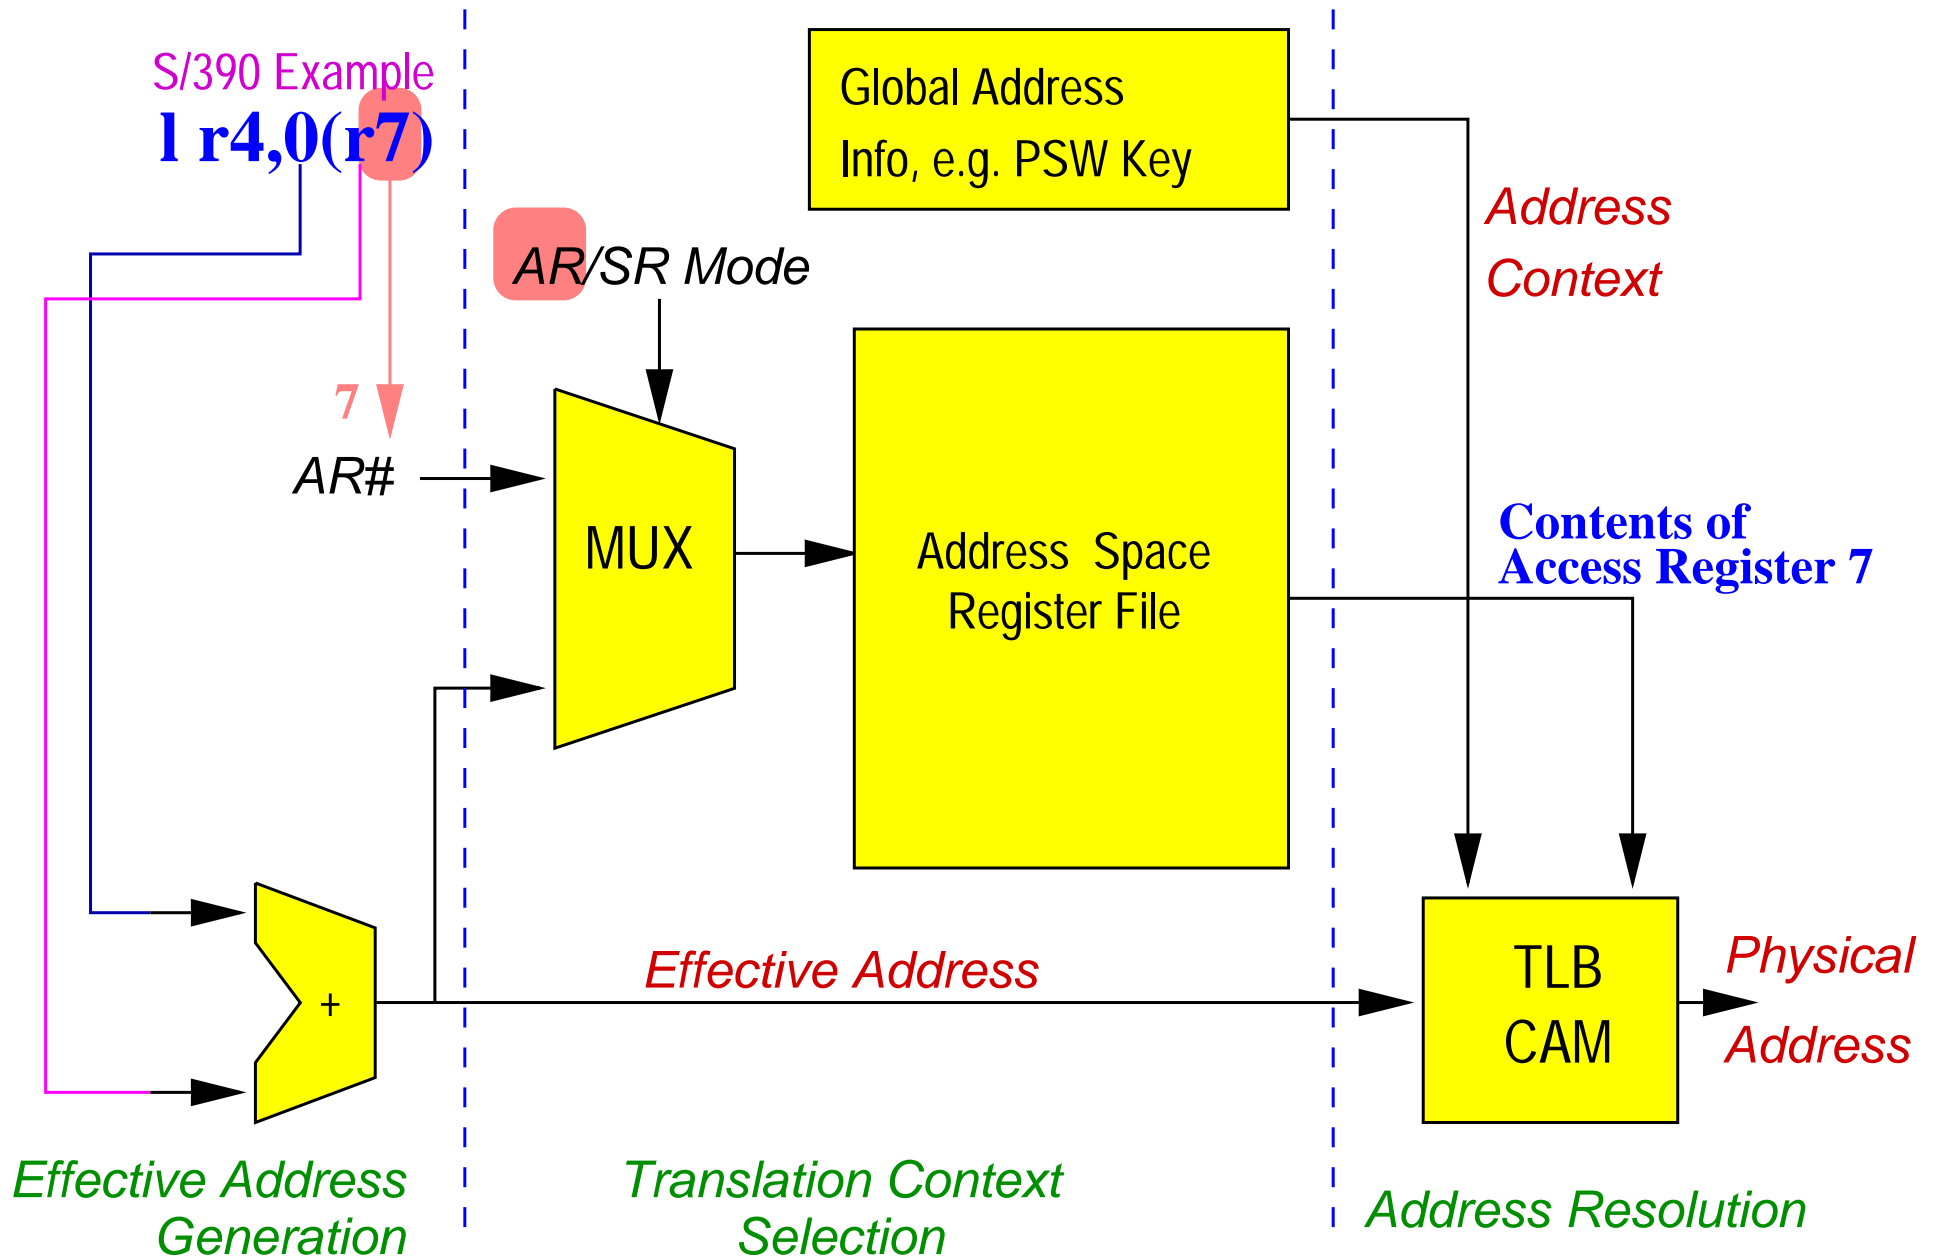 S/390 Example
l r4,0(r7)
Global Address
Info, e.g. PSW Key
Address
Context
AR/SR Mode
7
AR#
MUX
Address Space
Register File
Contents of
Access Register 7
Effective Address
+
TLB
CAM
Physical
Address
Effective Address
Generation
Translation Context
Selection
Address Resolution